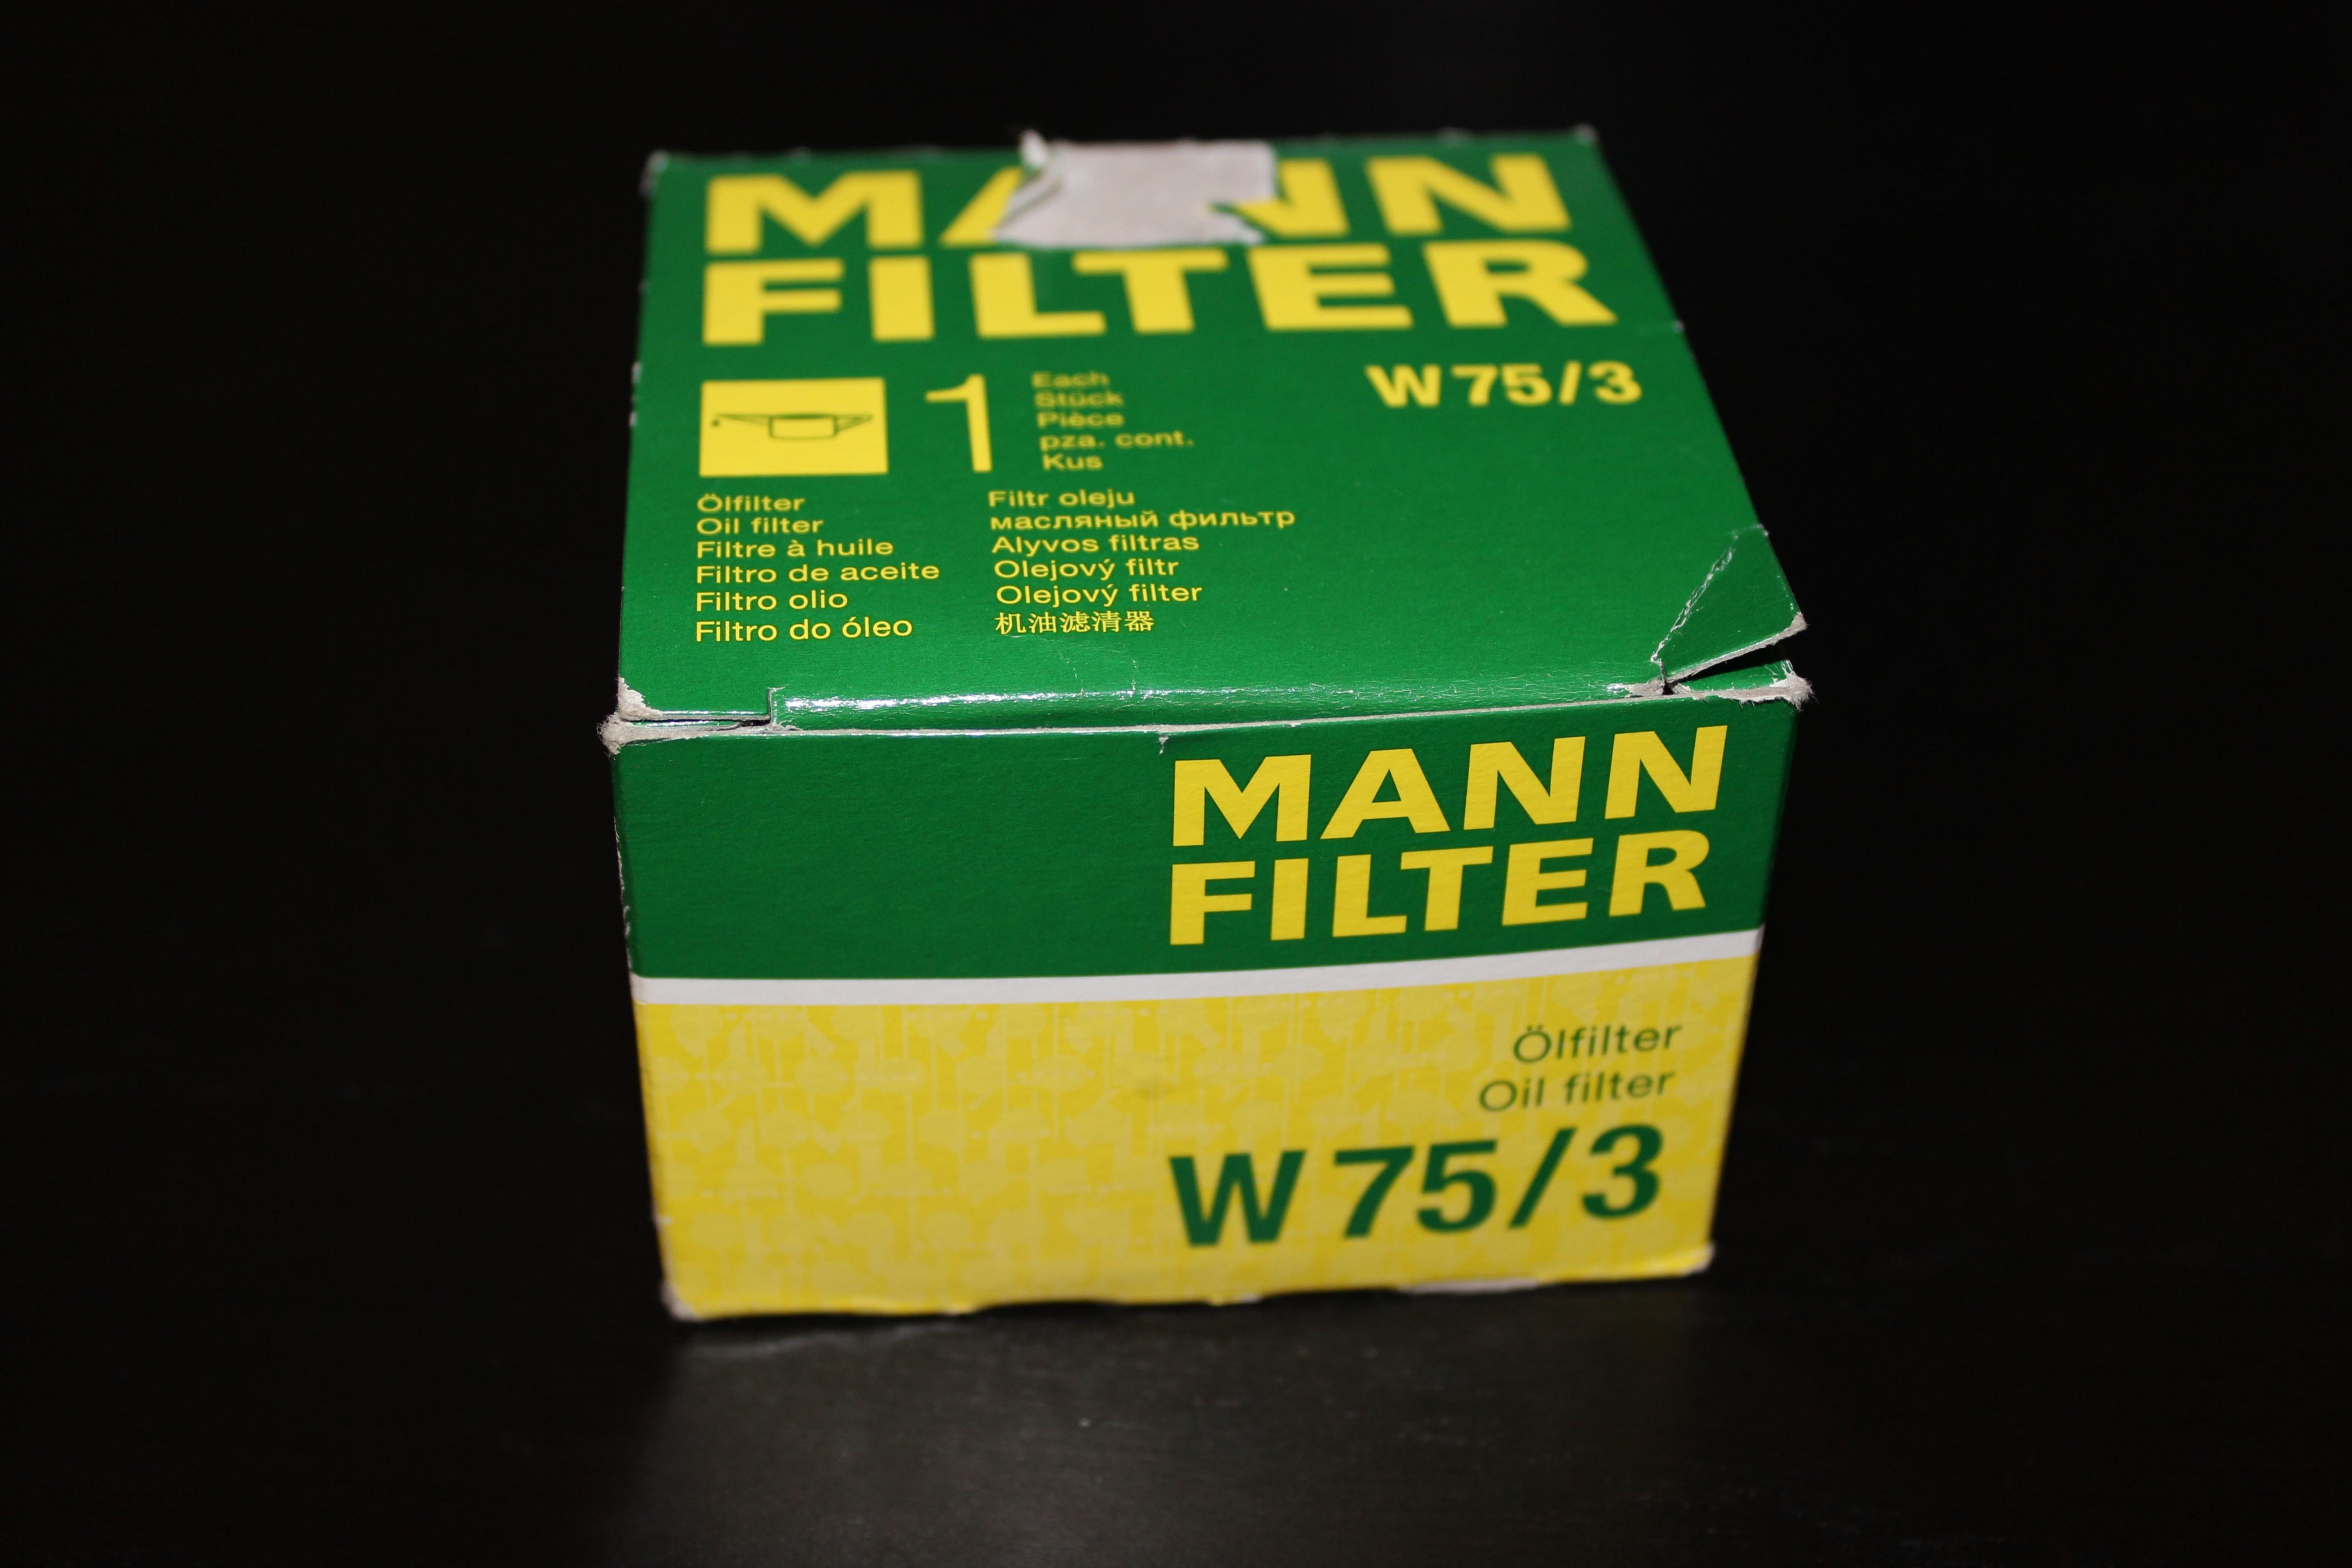 MANN
FILTER
W 75/3
1
Each
Stück
Pièce
pza. cont.
Kus
Ölfilter
Oil filter
Filtre à huile
Filtro de aceite
Filtro olio
Filtro do óleo
Filtr oleju
масляный фильтр
Alyvos filtras
Olejový filtr
Olejový filter
机油滤清器
MANN
FILTER
Ölfilter
Oil filter
W 75/3